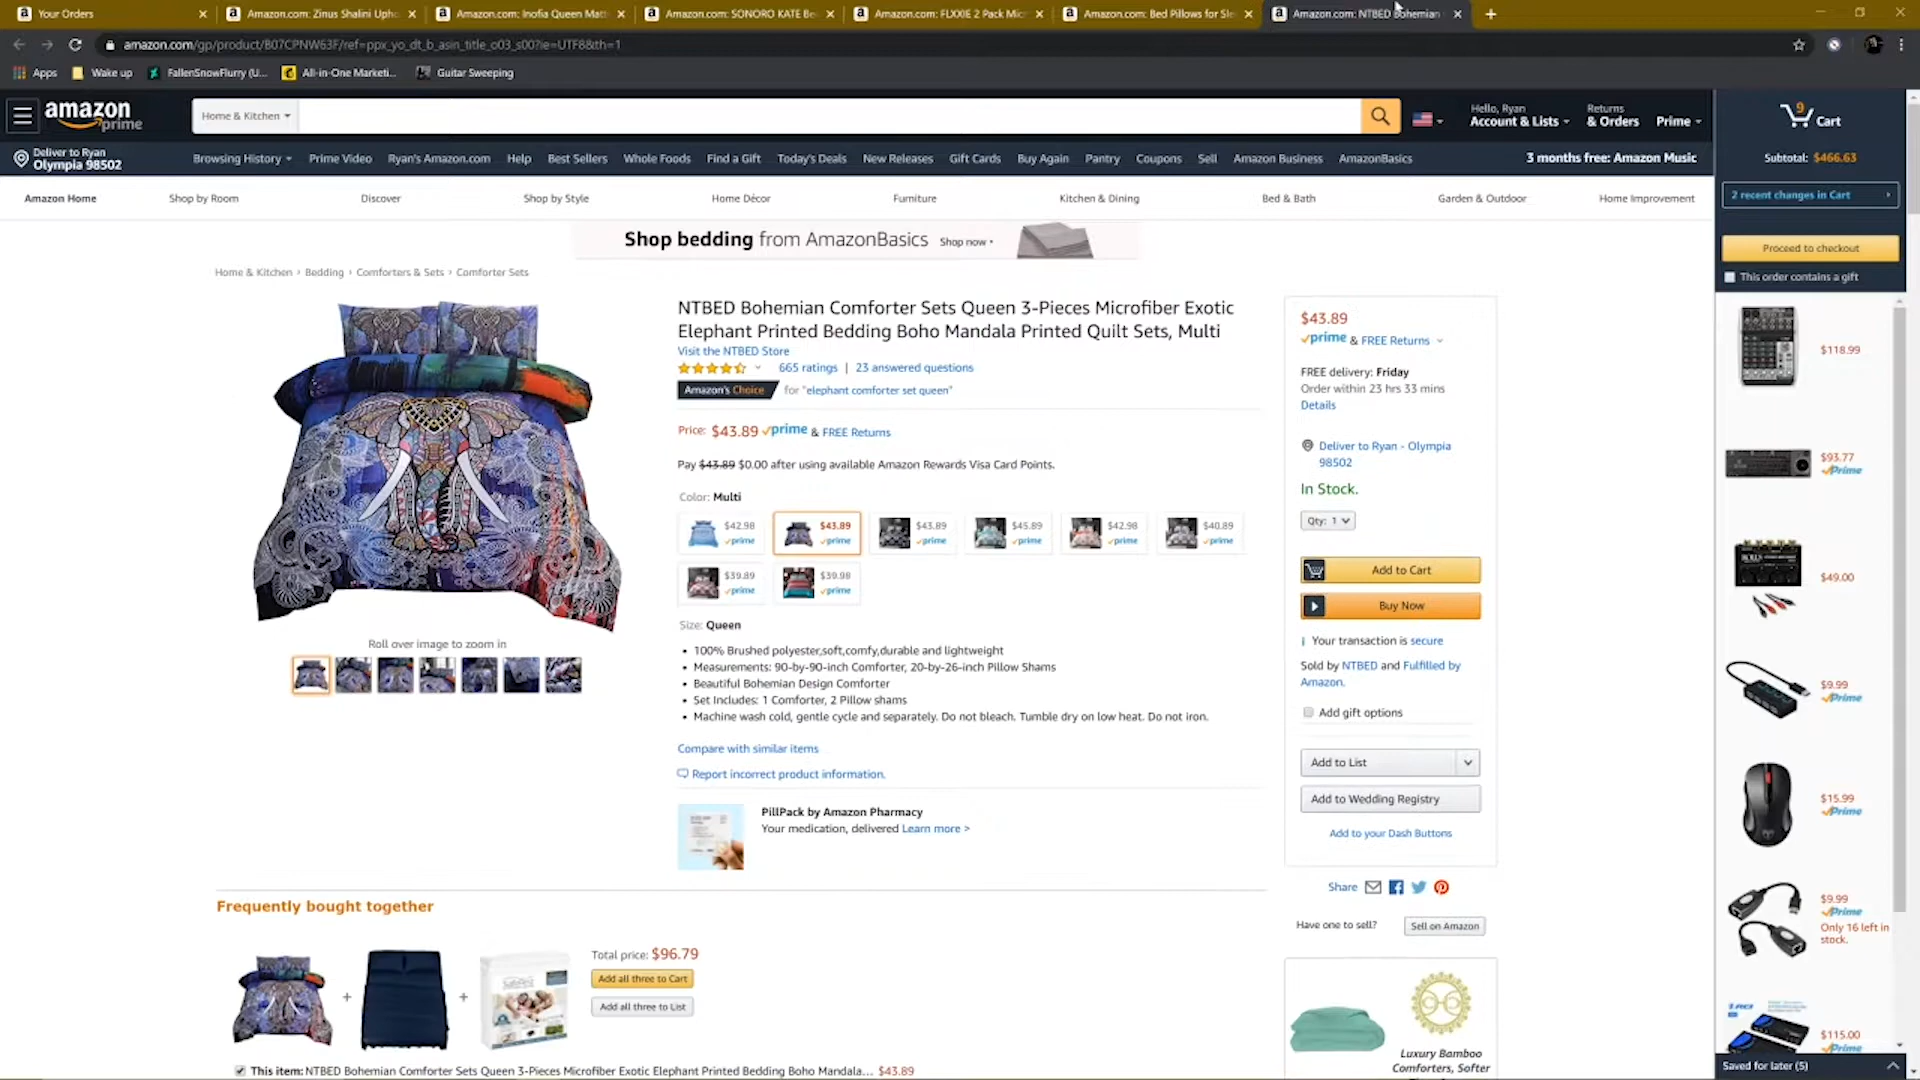 Your Orders
Amazon.com: Zinus Shalini Upho
Amazon.com: Inofia Queen Matt
Amazon.com: SONORO KATE Be
Amazon.com: FLXXIE 2 Pack Mic
Amazon.com: Bed Pillows for Sle
Amazon.com: NTBED Bohemian
amazon.com/gp/product/B07CPNW63F/ref=ppx_yo_dt_b_asin_title_o03_s00?ie=UTF8&th=1
Apps
Wake up
FallenSnowFlurry (U...
All-in-One Marketi...
Guitar Sweeping
amazon prime
Home & Kitchen
Hello, Ryan
Account & Lists
Returns
& Orders
Prime
9
Cart
Deliver to Ryan
Olympia 98502
Browsing History
Prime Video
Ryan's Amazon.com
Help
Best Sellers
Whole Foods
Find a Gift
Today's Deals
New Releases
Gift Cards
Buy Again
Pantry
Coupons
Sell
Amazon Business
AmazonBasics
3 months free: Amazon Music
Subtotal: $466.63
2 recent changes in Cart
Proceed to checkout
This order contains a gift
Amazon Home
Shop by Room
Discover
Shop by Style
Home Décor
Furniture
Kitchen & Dining
Bed & Bath
Garden & Outdoor
Home Improvement
Shop bedding from AmazonBasics Shop now
Home & Kitchen › Bedding › Comforters & Sets › Comforter Sets
NTBED Bohemian Comforter Sets Queen 3-Pieces Microfiber Exotic
Elephant Printed Bedding Boho Mandala Printed Quilt Sets, Multi
Visit the NTBED Store
665 ratings | 23 answered questions
Amazon's Choice for "elephant comforter set queen"
Price: $43.89 prime & FREE Returns
Pay $43.89 $0.00 after using available Amazon Rewards Visa Card Points.
Color: Multi
$42.98 prime
$43.89 prime
$43.89 prime
$45.89 prime
$42.98 prime
$40.89 prime
$39.89 prime
$39.98 prime
Size: Queen
• 100% Brushed polyester,soft,comfy,durable and lightweight
• Measurements: 90-by-90-inch Comforter, 20-by-26-inch Pillow Shams
• Beautiful Bohemian Design Comforter
• Set Includes: 1 Comforter, 2 Pillow shams
• Machine wash cold, gentle cycle and separately. Do not bleach. Tumble dry on low heat. Do not iron.
Compare with similar items
Report incorrect product information.
PillPack by Amazon Pharmacy
Your medication, delivered Learn more >
Roll over image to zoom in
$43.89
prime & FREE Returns
FREE delivery: Friday
Order within 23 hrs 33 mins
Details
Deliver to Ryan - Olympia
98502
In Stock.
Qty: 1
Add to Cart
Buy Now
Your transaction is secure
Sold by NTBED and Fulfilled by
Amazon.
Add gift options
Add to List
Add to Wedding Registry
Add to your Dash Buttons
Share
Have one to sell?
Sell on Amazon
Luxury Bamboo
Comforters, Softer
$118.99
$93.77
prime
$49.00
$9.99
prime
$15.99
prime
$9.99
prime
Only 16 left in
stock.
$115.00
prime
Saved for later (5)
Frequently bought together
Total price: $96.79
Add all three to Cart
Add all three to List
SafeRest
This item: NTBED Bohemian Comforter Sets Queen 3-Pieces Microfiber Exotic Elephant Printed Bedding Boho Mandala... $43.89